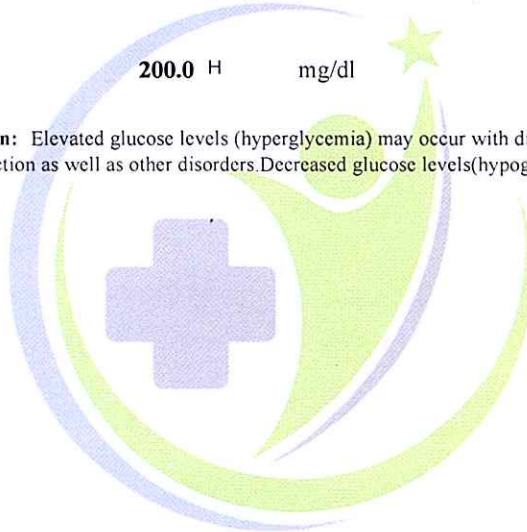 200.0 H mg/dl
n: Elevated glucose levels (hyperglycemia) may occur with di
ction as well as other disorders.Decreased glucose levels(hypog